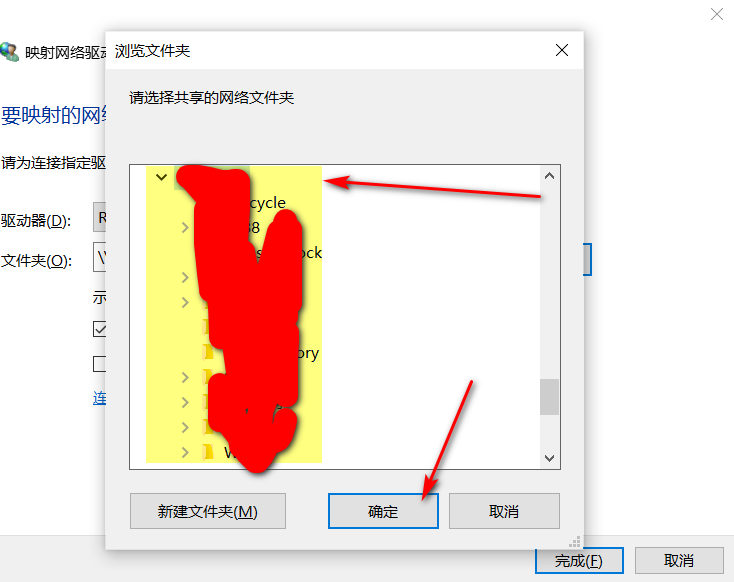 映射网络驱动
浏览文件夹
要映射的网络
请选择共享的网络文件夹
请为连接指定驱
驱动器(D):
文件夹(O):
cycle
38
ock
ory
W
示
连
新建文件夹(M)
确定
取消
完成(F)
取消